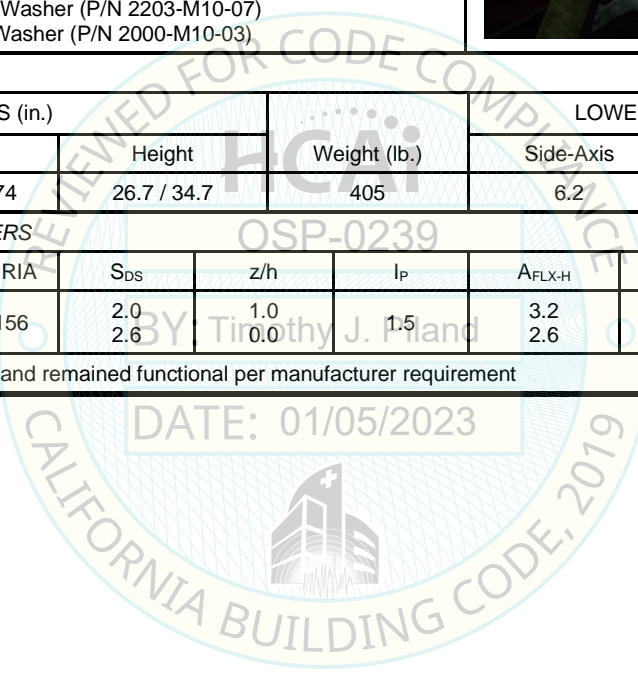 Washer (P/N 2203-M10-07)
Washer (P/N 2000-M10-03)
S (in.) LOWE
Height Weight (lb.) Side-Axis
74 26.7 / 34.7 405 6.2
ERS
RIA SDS z/h IP AFLX-H
156 2.0 1.0 1.5 3.2
2.6 0.0 2.6
and remained functional per manufacturer requirement
REVIEWED FOR CODE COMPLIANCE
HCAi
OSP-0239
BY: Timothy J. Piland
DATE: 01/05/2023
CALIFORNIA BUILDING CODE, 2019